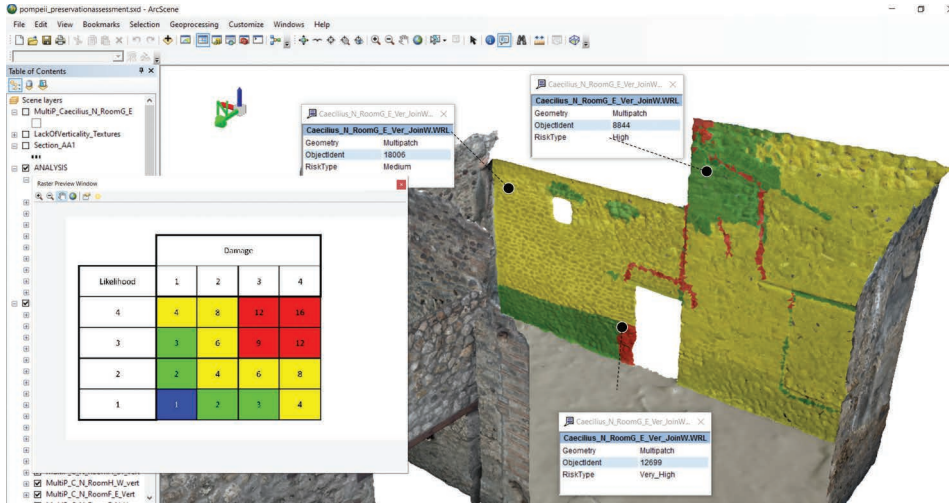 pompeii_preservationassessment.sxd - ArcScene
File Edit View Bookmarks Selection Geoprocessing Customize Windows Help
Table of Contents
Scene layers
MultiP_Caecilius_N_RoomG_E
LackOfVerticality_Textures
Section_AA1
ANALYSIS
Raster Preview Window
Damage
Likelihood 1 2 3 4
4 4 8 12 16
3 3 6 9 12
2 2 4 6 8
1 1 2 3 4
MultiP_C_N_RoomH_W_vert
MultiP_C_N_RoomF_E_Vert
Caecilius_N_RoomG_E_Ver_JoinW...
Caecilius_N_RoomG_E_Ver_JoinW.WRL
Geometry Multipatch
ObjectIdent 18006
RiskType Medium
Caecilius_N_RoomG_E_Ver_JoinW...
Caecilius_N_RoomG_E_Ver_JoinW.WRL
Geometry Multipatch
ObjectIdent 8844
RiskType High
Caecilius_N_RoomG_E_Ver_JoinW...
Caecilius_N_RoomG_E_Ver_JoinW.WRL
Geometry Multipatch
ObjectIdent 12699
RiskType Very_High